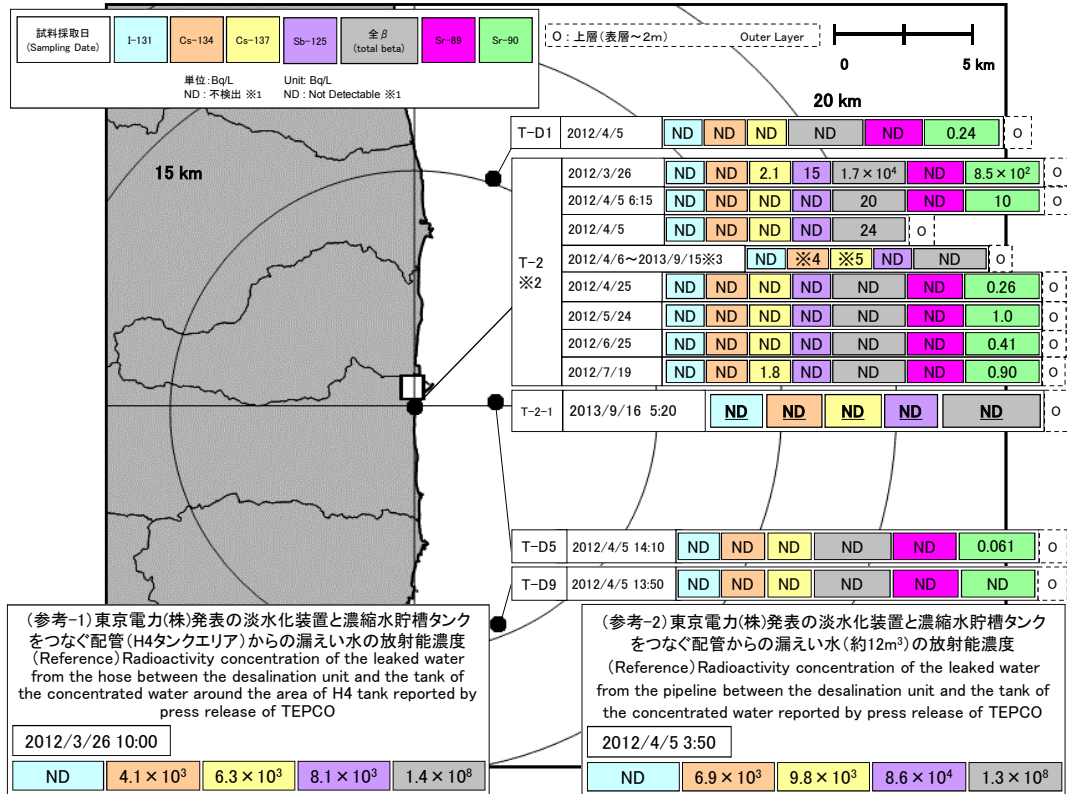 試料採取日
(Sampling Date)
I-131
Cs-134
Cs-137
Sb-125
全β
(total beta)
Sr-89
Sr-90
単位:Bq/L
ND : 不検出 ※1
Unit: Bq/L
ND : Not Detectable ※1
O : 上層(表層~2m) Outer Layer
0 5 km
20 km
15 km
T-D1 2012/4/5 ND ND ND ND ND 0.24 O
T-2
※2
2012/3/26 ND ND 2.1 15 1.7×10⁴ ND 8.5×10² O
2012/4/5 6:15 ND ND ND ND 20 ND 10 O
2012/4/5 ND ND ND ND 24 O
2012/4/6~2013/9/15※3 ND ※4 ※5 ND ND O
2012/4/25 ND ND ND ND ND ND 0.26 O
2012/5/24 ND ND ND ND ND ND 1.0 O
2012/6/25 ND ND ND ND ND ND 0.41 O
2012/7/19 ND ND 1.8 ND ND ND 0.90 O
T-2-1 2013/9/16 5:20 ND ND ND ND ND O
T-D5 2012/4/5 14:10 ND ND ND ND ND 0.061 O
T-D9 2012/4/5 13:50 ND ND ND ND ND ND O
(参考-1)東京電力(株)発表の淡水化装置と濃縮水貯槽タンク
をつなぐ配管(H4タンクエリア)からの漏えい水の放射能濃度
(Reference)Radioactivity concentration of the leaked water
from the hose between the desalination unit and the tank of
the concentrated water around the area of H4 tank reported by
press release of TEPCO
2012/3/26 10:00
ND 4.1×10³ 6.3×10³ 8.1×10³ 1.4×10⁸
(参考-2)東京電力(株)発表の淡水化装置と濃縮水貯槽タンク
をつなぐ配管からの漏えい水(約12m³)の放射能濃度
(Reference)Radioactivity concentration of the leaked water
from the pipeline between the desalination unit and the tank of
the concentrated water reported by press release of TEPCO
2012/4/5 3:50
ND 6.9×10³ 9.8×10³ 8.6×10⁴ 1.3×10⁸